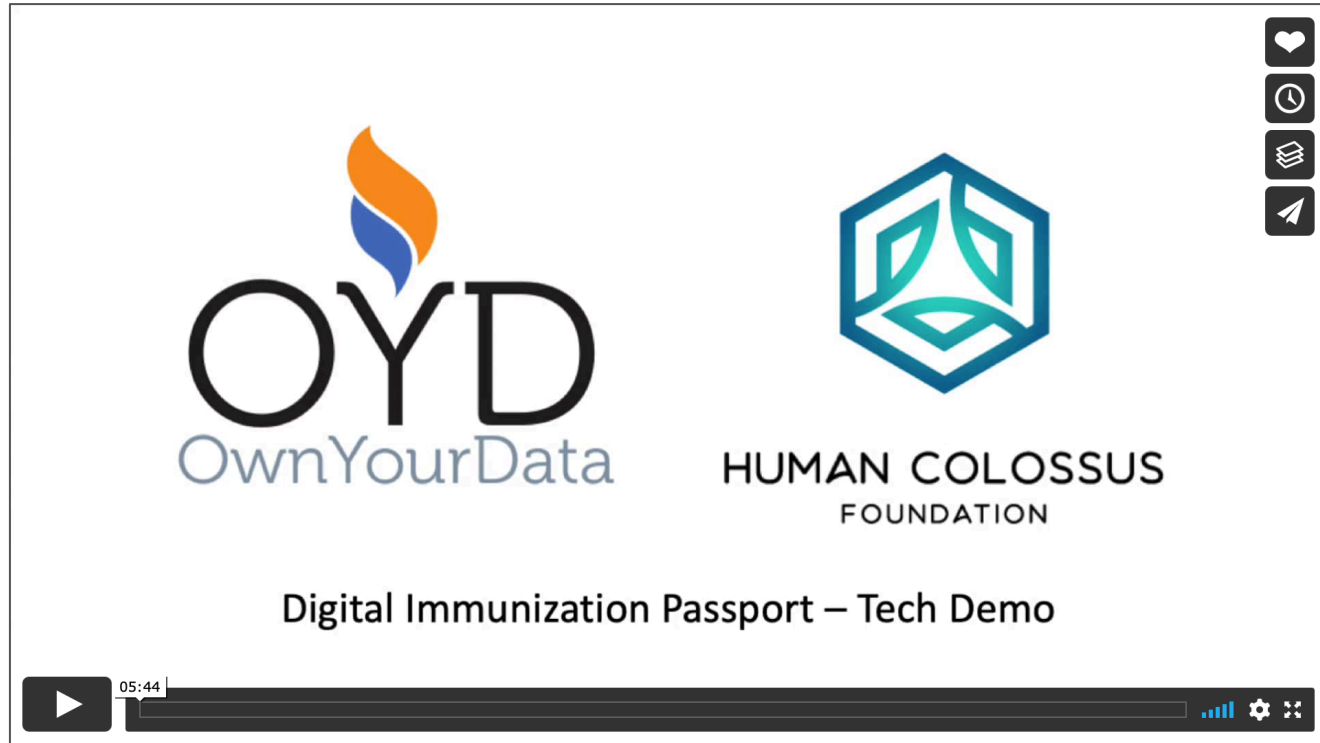 OYD
OwnYourData
HUMAN COLOSSUS
FOUNDATION
Digital Immunization Passport – Tech Demo
05:44